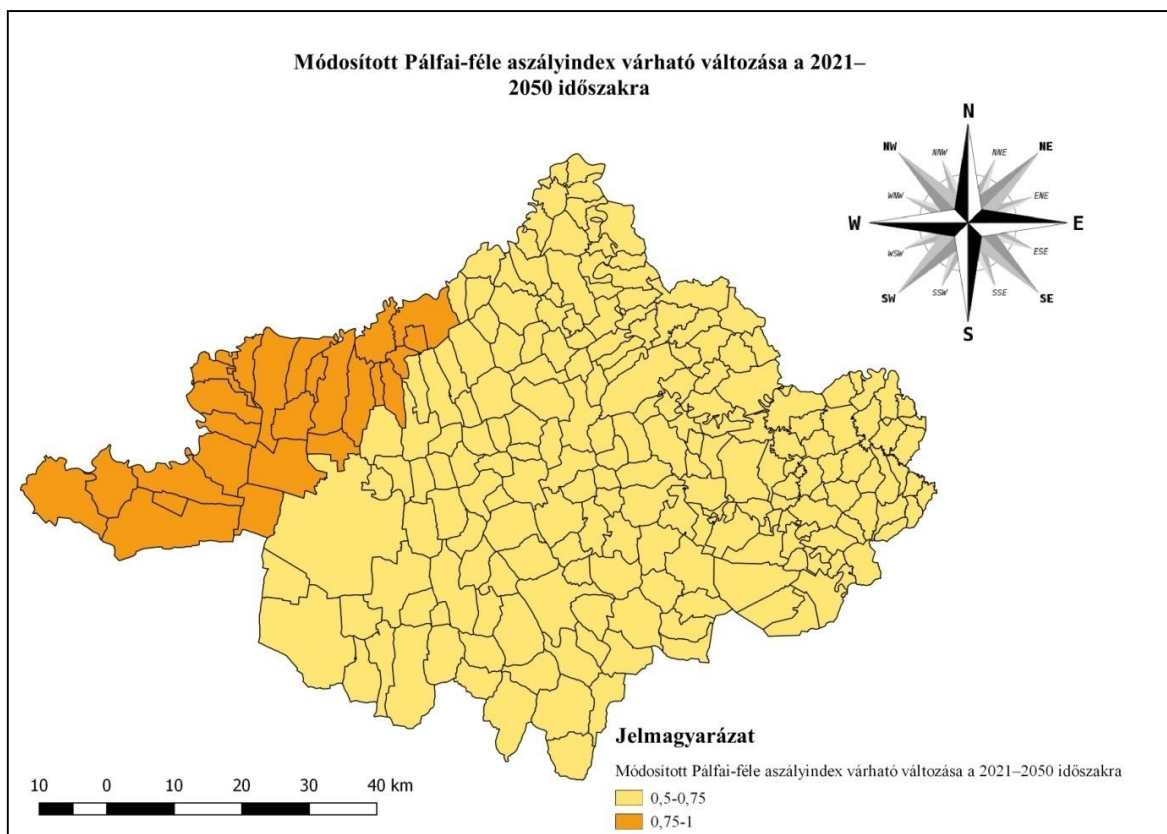 Módosított Pálfai-féle aszályindex várható változása a 2021–
2050 időszakra
N
NNW
NNE
NW
NE
WNW
ENE
W
E
WSW
ESE
SW
SSW
SSE
SE
S
Jelmagyarázat
Módosított Pálfai-féle aszályindex várható változása a 2021–2050 időszakra
0,5-0,75
0,75-1
10 0 10 20 30 40 km